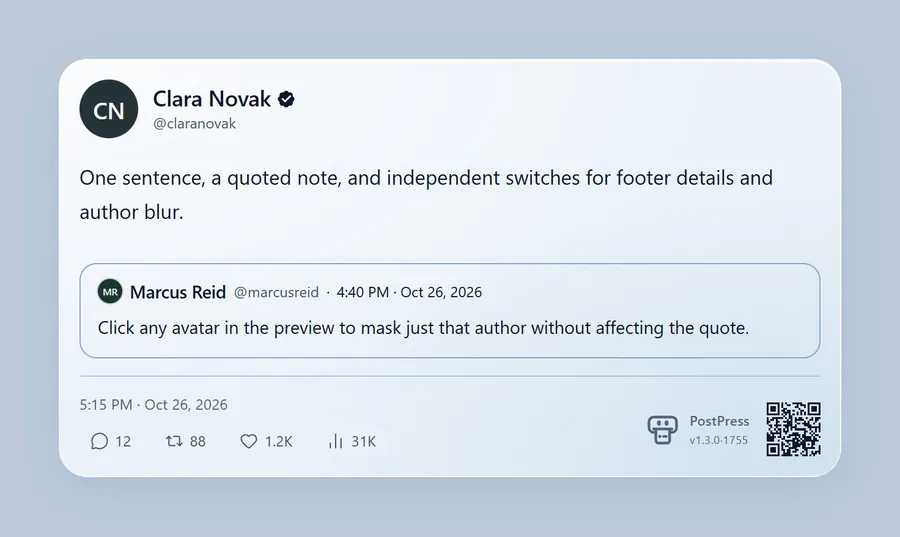 CN
Clara Novak
@claranovak
One sentence, a quoted note, and independent switches for footer details and
author blur.
MR Marcus Reid @marcusreid · 4:40 PM · Oct 26, 2026
Click any avatar in the preview to mask just that author without affecting the quote.
5:15 PM · Oct 26, 2026
12 88 1.2K 31K
PostPress
v1.3.0·1755